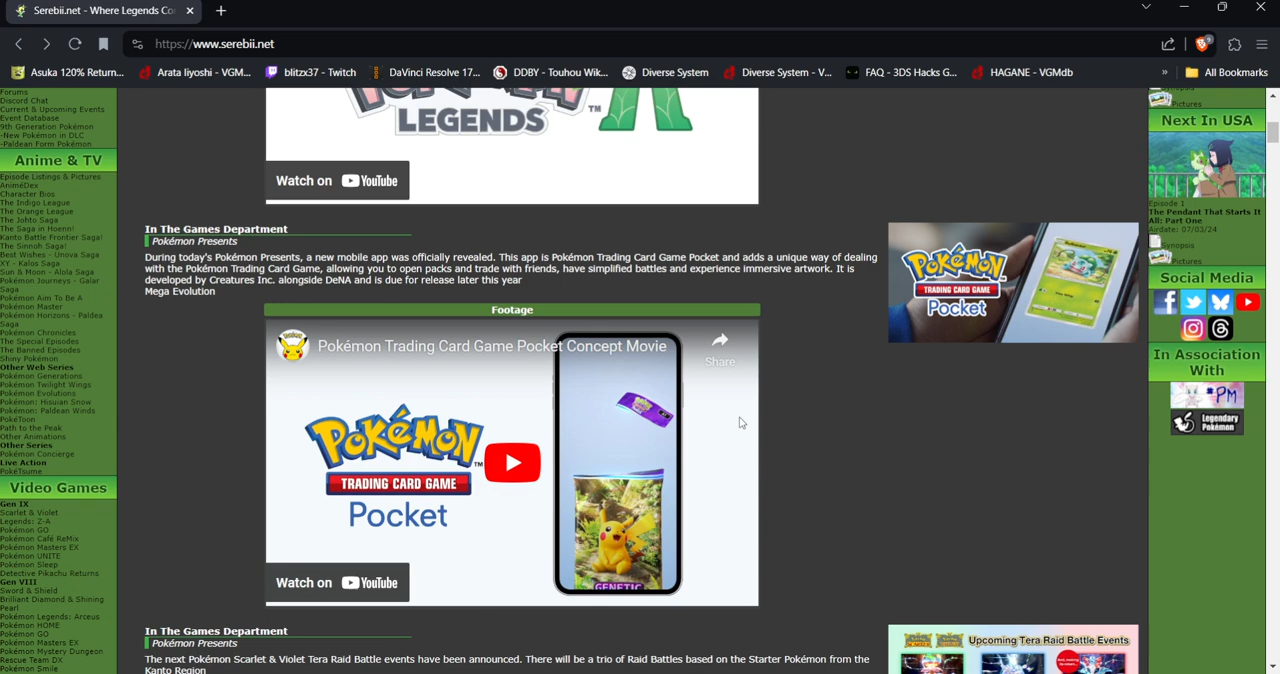 Serebii.net - Where Legends Co
https://www.serebii.net
9
Asuka 120% Return...
Arata Iiyoshi - VGM...
blitzx37 - Twitch
DaVinci Resolve 17...
DDBY - Touhou Wik...
Diverse System
Diverse System - V...
FAQ - 3DS Hacks G...
HAGANE - VGMdb
»
All Bookmarks
Forums
Discord Chat
Current & Upcoming Events
Event Database
9th Generation Pokémon
-New Pokémon in DLC
-Paldean Form Pokémon
Anime & TV
Episode Listings & Pictures
AniméDex
Character Bios
The Indigo League
The Orange League
The Johto Saga
The Saga in Hoenn!
Kanto Battle Frontier Saga!
The Sinnoh Saga!
Best Wishes - Unova Saga
XY - Kalos Saga
Sun & Moon - Alola Saga
Pokémon Journeys - Galar
Saga
Pokémon Aim To Be A
Pokémon Master
Pokémon Horizons - Paldea
Saga
Pokémon Chronicles
The Special Episodes
The Banned Episodes
Shiny Pokémon
Other Web Series
Pokémon Generations
Pokémon Twilight Wings
Pokémon Evolutions
Pokémon: Hisuian Snow
Pokémon: Paldean Winds
PokéToon
Path to the Peak
Other Animations
Other Series
Pokémon Concierge
Live Action
PokéTsume
Video Games
Gen IX
Scarlet & Violet
Legends: Z-A
Pokémon GO
Pokémon Café ReMix
Pokémon Masters EX
Pokémon UNITE
Pokémon Sleep
Detective Pikachu Returns
Gen VIII
Sword & Shield
Brilliant Diamond & Shining
Pearl
Pokémon Legends: Arceus
Pokémon HOME
Pokémon GO
Pokémon Masters EX
Pokémon Mystery Dungeon
Rescue Team DX
Pokémon Smile
LEGENDS
TM
Watch on YouTube
In The Games Department
Pokémon Presents
During today's Pokémon Presents, a new mobile app was officially revealed. This app is Pokémon Trading Card Game Pocket and adds a unique way of dealing
with the Pokémon Trading Card Game, allowing you to open packs and trade with friends, have simplified battles and experience immersive artwork. It is
developed by Creatures Inc. alongside DeNA and is due for release later this year
Mega Evolution
Footage
Pokémon Trading Card Game Pocket Concept Movie
Share
POKéMON
TM
TRADING CARD GAME
Pocket
GENETIC
Watch on YouTube
In The Games Department
Pokémon Presents
The next Pokémon Scarlet & Violet Tera Raid Battle events have been announced. There will be a trio of Raid Battles based on the Starter Pokémon from the
Kanto Region
POKéMON
TRADING CARD GAME
Pocket
Upcoming Tera Raid Battle Events
Pictures
Next In USA
Episode 1
The Pendant That Starts It
All: Part One
Airdate: 07/03/24
Synopsis
Pictures
Social Media
In Association
With
#PM
Legendary
Pokémon